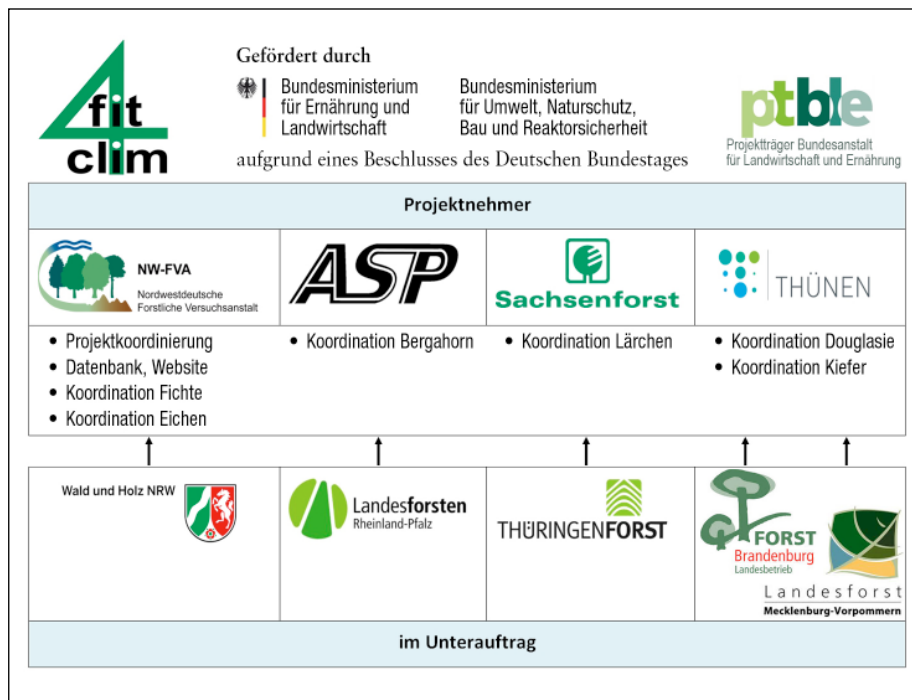 4
fit
clim
Gefördert durch
Bundesministerium
für Ernährung und
Landwirtschaft
Bundesministerium
für Umwelt, Naturschutz,
Bau und Reaktorsicherheit
aufgrund eines Beschlusses des Deutschen Bundestages
ptble
Projektträger Bundesanstalt
für Landwirtschaft und Ernährung
Projektnehmer
NW-FVA
Nordwestdeutsche
Forstliche Versuchsanstalt
ASP
Sachsenforst
THÜNEN
• Projektkoordinierung
• Datenbank, Website
• Koordination Fichte
• Koordination Eichen
• Koordination Bergahorn
• Koordination Lärchen
• Koordination Douglasie
• Koordination Kiefer
Wald und Holz NRW
Landesforsten
Rheinland-Pfalz
THÜRINGENFORST
FORST
Brandenburg
Landesbetrieb
Landesforst
Mecklenburg-Vorpommern
im Unterauftrag